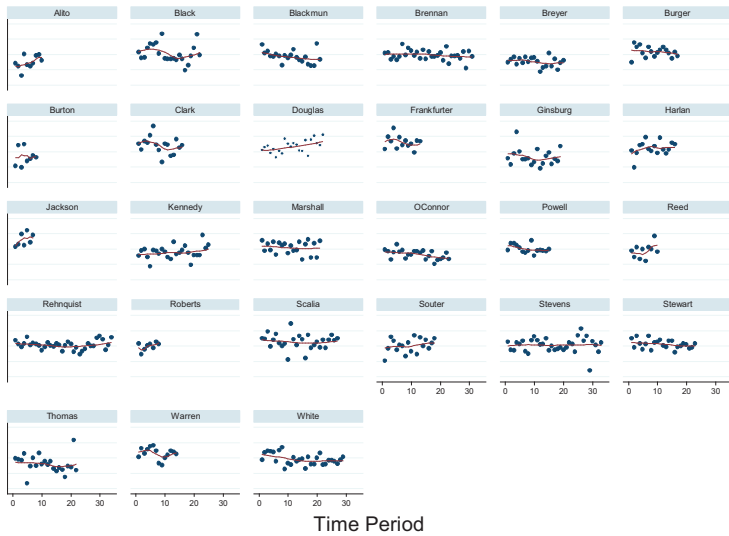 Alito Black Blackmun Brennan Breyer Burger
Burton Clark Douglas Frankfurter Ginsburg Harlan
Jackson Kennedy Marshall OConnor Powell Reed
Rehnquist Roberts Scalia Souter Stevens Stewart
0 10 20 30 0 10 20 30 0 10 20 30
Thomas Warren White
0 10 20 30 0 10 20 30 0 10 20 30
Time Period